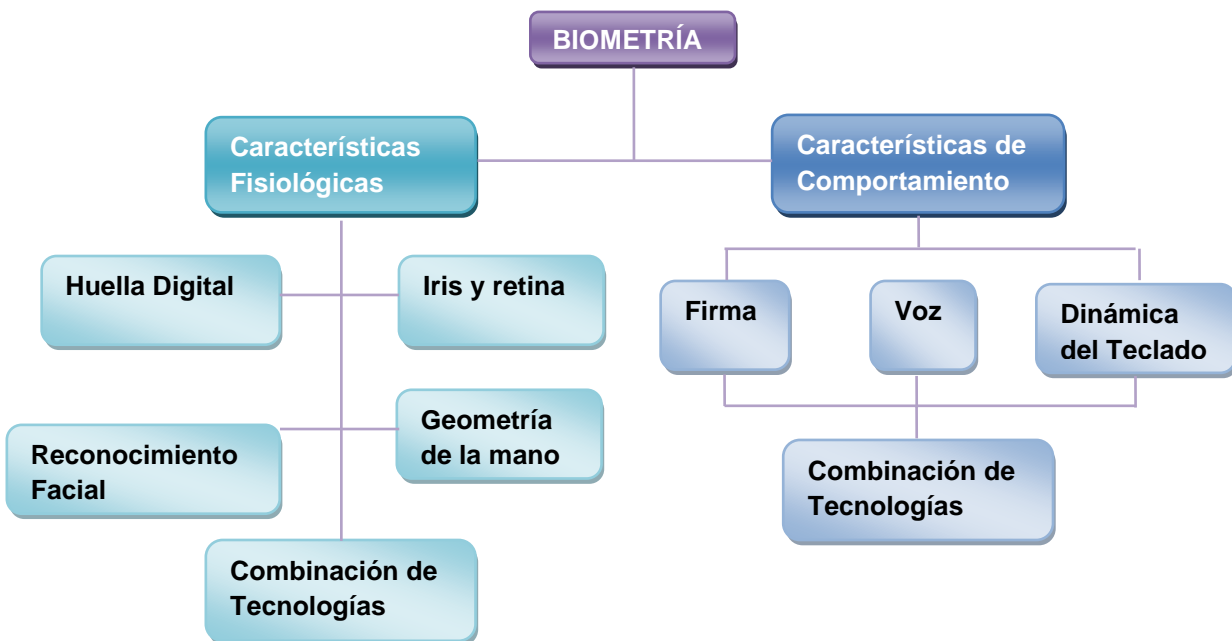 BIOMETRÍA
Características
Fisiológicas
Características de
Comportamiento
Huella Digital
Iris y retina
Firma
Voz
Dinámica
del Teclado
Reconocimiento
Facial
Geometría
de la mano
Combinación de
Tecnologías
Combinación de
Tecnologías